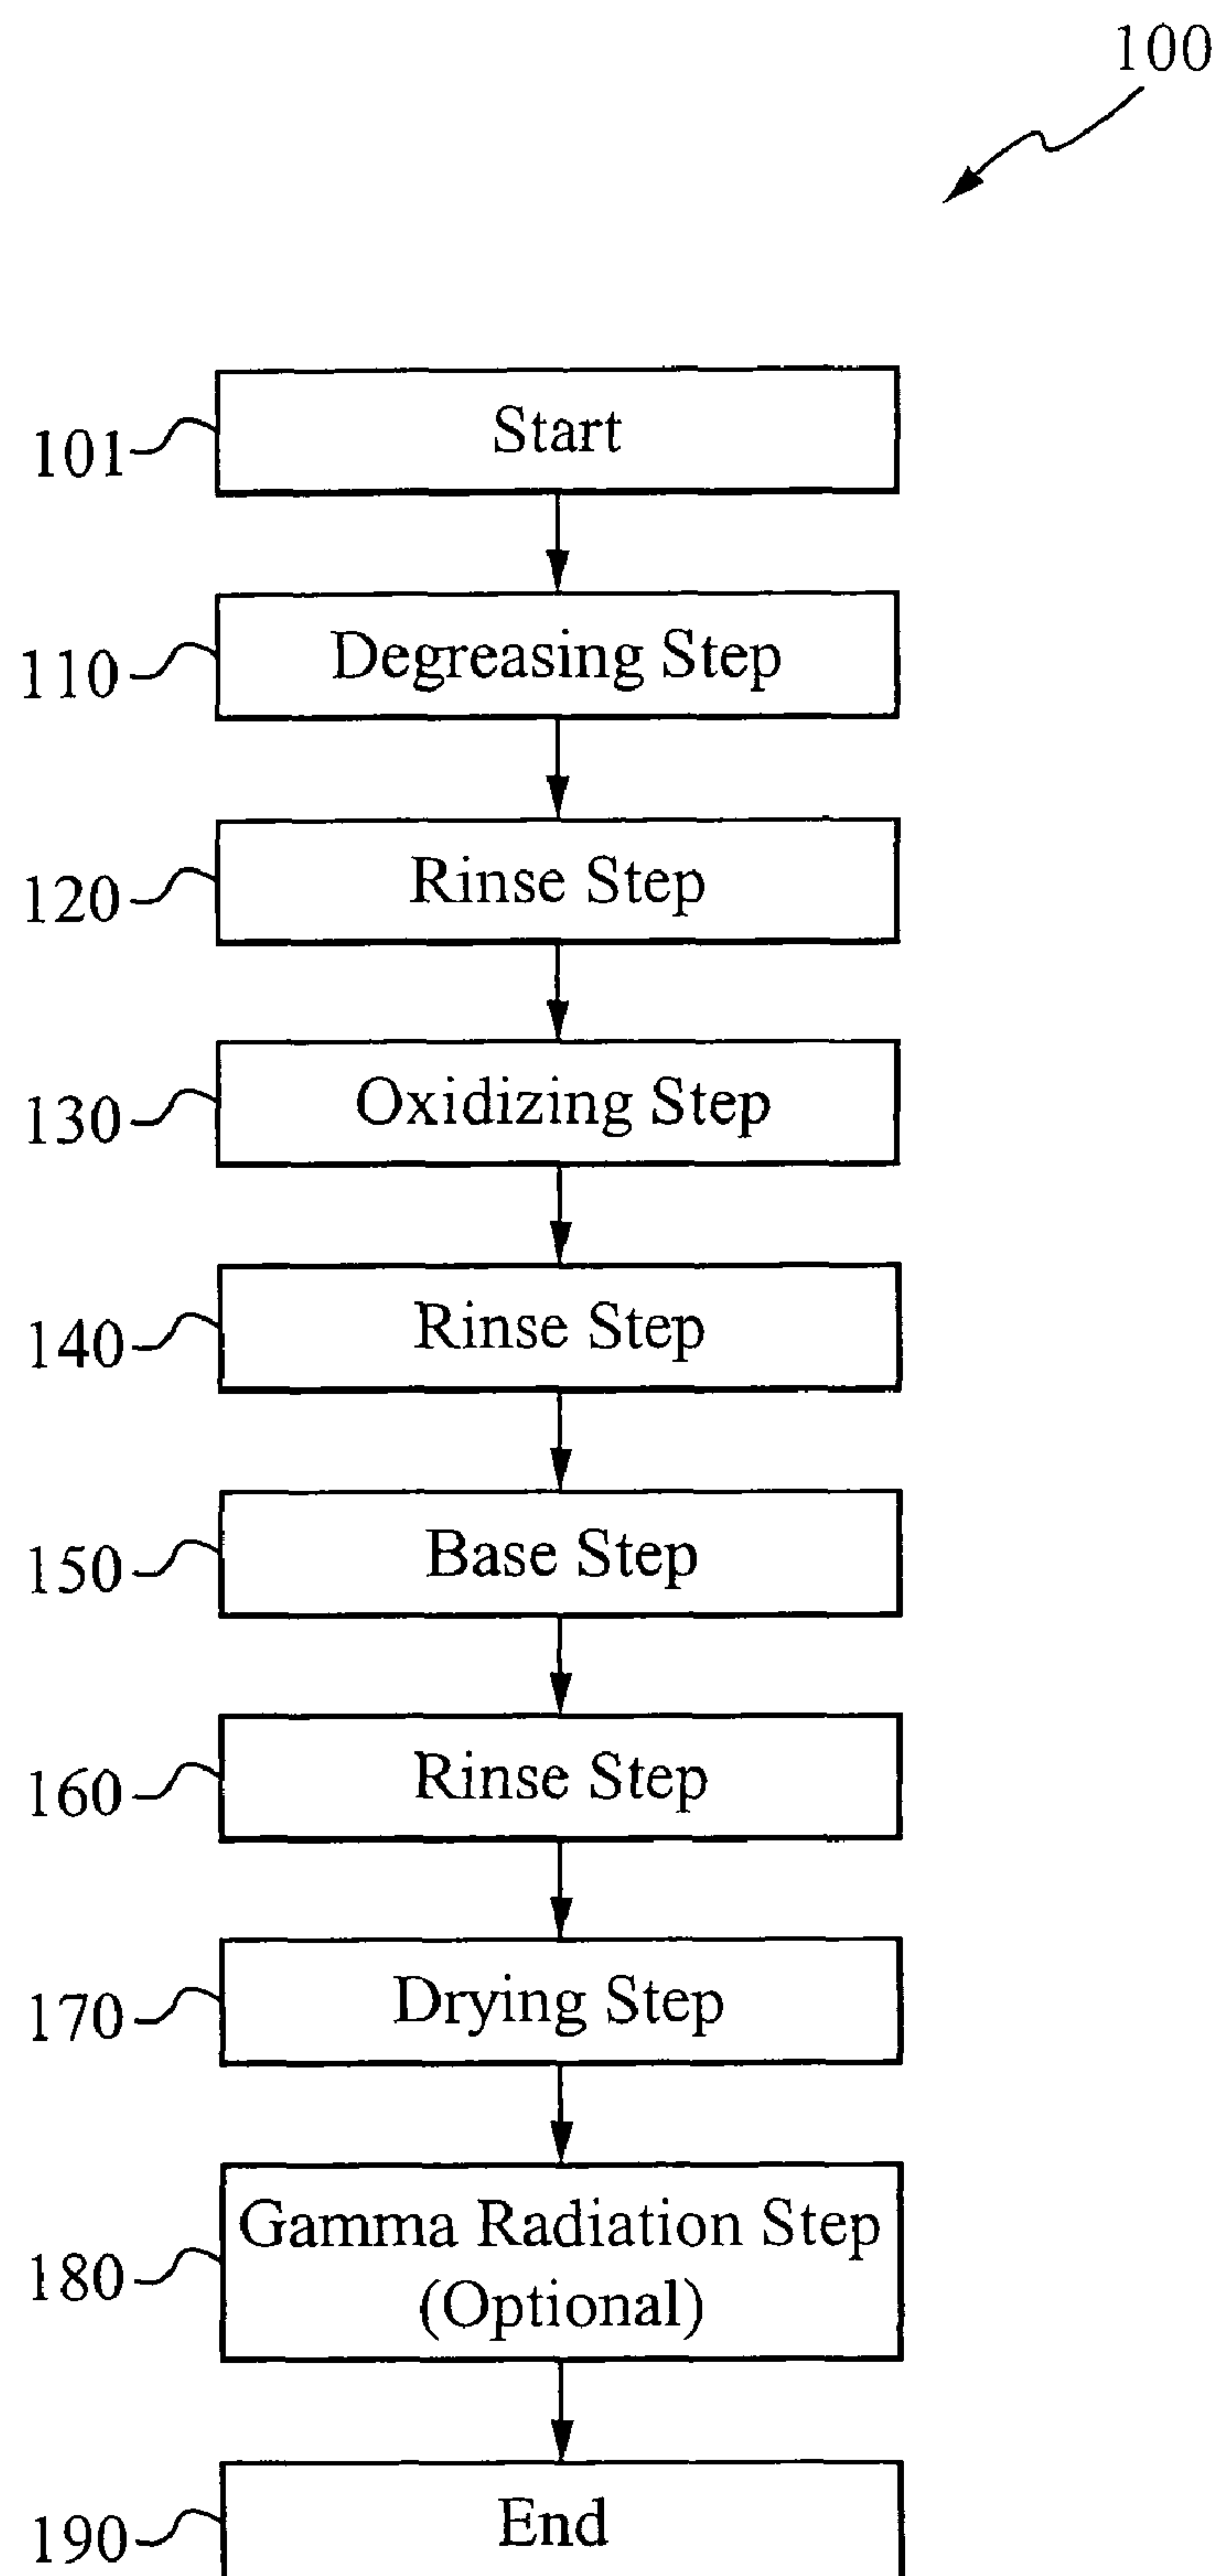 100
101 Start
110 Degreasing Step
120 Rinse Step
130 Oxidizing Step
140 Rinse Step
150 Base Step
160 Rinse Step
170 Drying Step
180 Gamma Radiation Step
(Optional)
190 End